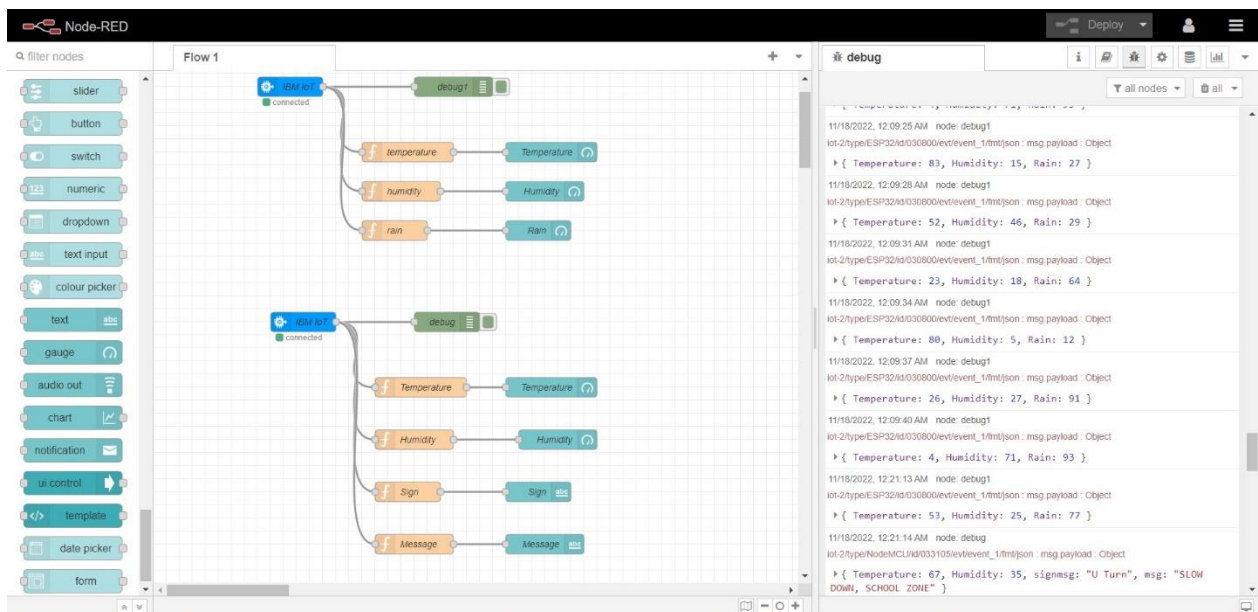 Node-RED
Deploy
filter nodes
slider
button
switch
123 numeric
dropdown
abc text input
colour picker
text abc
gauge
audio out
chart
notification
ui control
</> template
date picker
form
Flow 1
IBM IoT
connected
debug1
f temperature
Temperature
f humidity
Humidity
f rain
Rain
IBM IoT
connected
debug
f Temperature
Temperature
f Humidity
Humidity
f Sign
Sign abc
f Message
Message abc
debug
i
all nodes
all
11/18/2022, 12:09:25 AM node: debug1
iot-2/type/ESP32/id/030800/evt/event_1/fmt/json : msg.payload : Object
{ Temperature: 83, Humidity: 15, Rain: 27 }
11/18/2022, 12:09:28 AM node: debug1
iot-2/type/ESP32/id/030800/evt/event_1/fmt/json : msg.payload : Object
{ Temperature: 52, Humidity: 46, Rain: 29 }
11/18/2022, 12:09:31 AM node: debug1
iot-2/type/ESP32/id/030800/evt/event_1/fmt/json : msg.payload : Object
{ Temperature: 23, Humidity: 18, Rain: 64 }
11/18/2022, 12:09:34 AM node: debug1
iot-2/type/ESP32/id/030800/evt/event_1/fmt/json : msg.payload : Object
{ Temperature: 80, Humidity: 5, Rain: 12 }
11/18/2022, 12:09:37 AM node: debug1
iot-2/type/ESP32/id/030800/evt/event_1/fmt/json : msg.payload : Object
{ Temperature: 26, Humidity: 27, Rain: 91 }
11/18/2022, 12:09:40 AM node: debug1
iot-2/type/ESP32/id/030800/evt/event_1/fmt/json : msg.payload : Object
{ Temperature: 4, Humidity: 71, Rain: 93 }
11/18/2022, 12:21:13 AM node: debug1
iot-2/type/ESP32/id/030800/evt/event_1/fmt/json : msg.payload : Object
{ Temperature: 53, Humidity: 25, Rain: 77 }
11/18/2022, 12:21:14 AM node: debug
iot-2/type/NodeMCU/id/033105/evt/event_1/fmt/json : msg.payload : Object
{ Temperature: 67, Humidity: 35, signmsg: "U Turn", msg: "SLOW
DOWN, SCHOOL ZONE" }